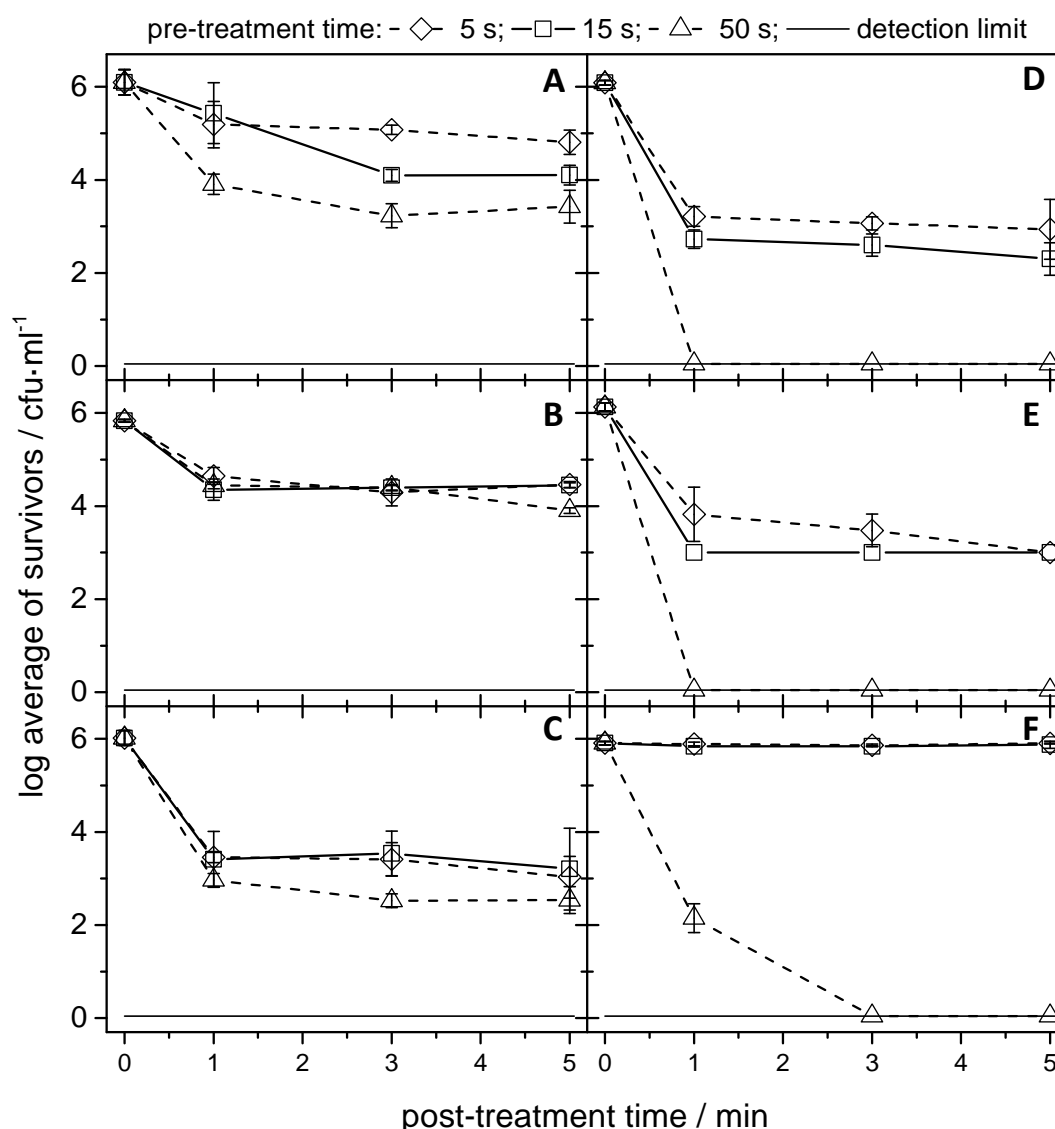 pre-treatment time: 5 s; 15 s; 50 s; detection limit
A
D
6
4
2
0
B
E
6
4
2
0
C
F
6
4
2
0
0 1 2 3 4 5
0 1 2 3 4 5
log average of survivors / cfu·ml⁻¹
post-treatment time / min